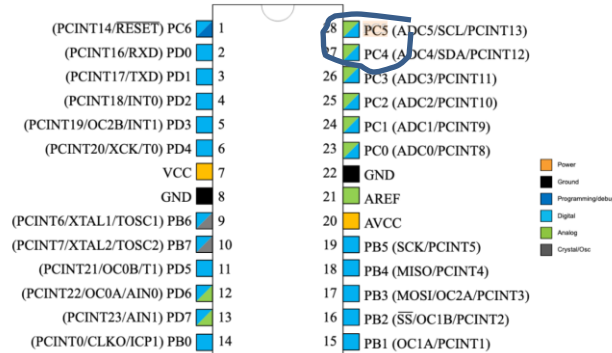 (PCINT14/RESET) PC6 1
(PCINT16/RXD) PD0 2
(PCINT17/TXD) PD1 3
(PCINT18/INT0) PD2 4
(PCINT19/OC2B/INT1) PD3 5
(PCINT20/XCK/T0) PD4 6
VCC 7
GND 8
(PCINT6/XTAL1/TOSC1) PB6 9
(PCINT7/XTAL2/TOSC2) PB7 10
(PCINT21/OC0B/T1) PD5 11
(PCINT22/OC0A/AIN0) PD6 12
(PCINT23/AIN1) PD7 13
(PCINT0/CLKO/ICP1) PB0 14
28 PC5 (ADC5/SCL/PCINT13)
27 PC4 (ADC4/SDA/PCINT12)
26 PC3 (ADC3/PCINT11)
25 PC2 (ADC2/PCINT10)
24 PC1 (ADC1/PCINT9)
23 PC0 (ADC0/PCINT8)
22 GND
21 AREF
20 AVCC
19 PB5 (SCK/PCINT5)
18 PB4 (MISO/PCINT4)
17 PB3 (MOSI/OC2A/PCINT3)
16 PB2 (SS/OC1B/PCINT2)
15 PB1 (OC1A/PCINT1)
Power
Ground
Programming/debu
Digital
Analog
Crystal/Osc